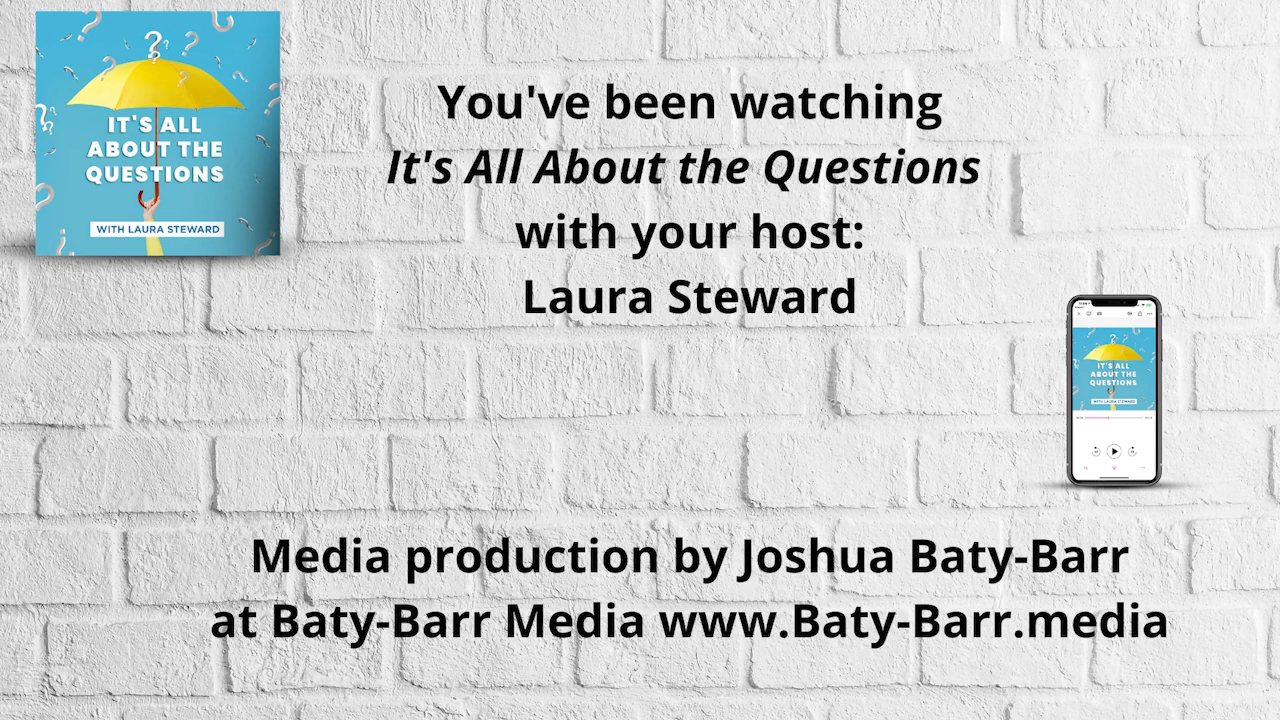 IT'S ALL
ABOUT THE
QUESTIONS
WITH LAURA STEWARD
You've been watching
It's All About the Questions
with your host:
Laura Steward
IT'S ALL
ABOUT THE
QUESTIONS
WITH LAURA STEWARD
Media production by Joshua Baty-Barr
at Baty-Barr Media www.Baty-Barr.media